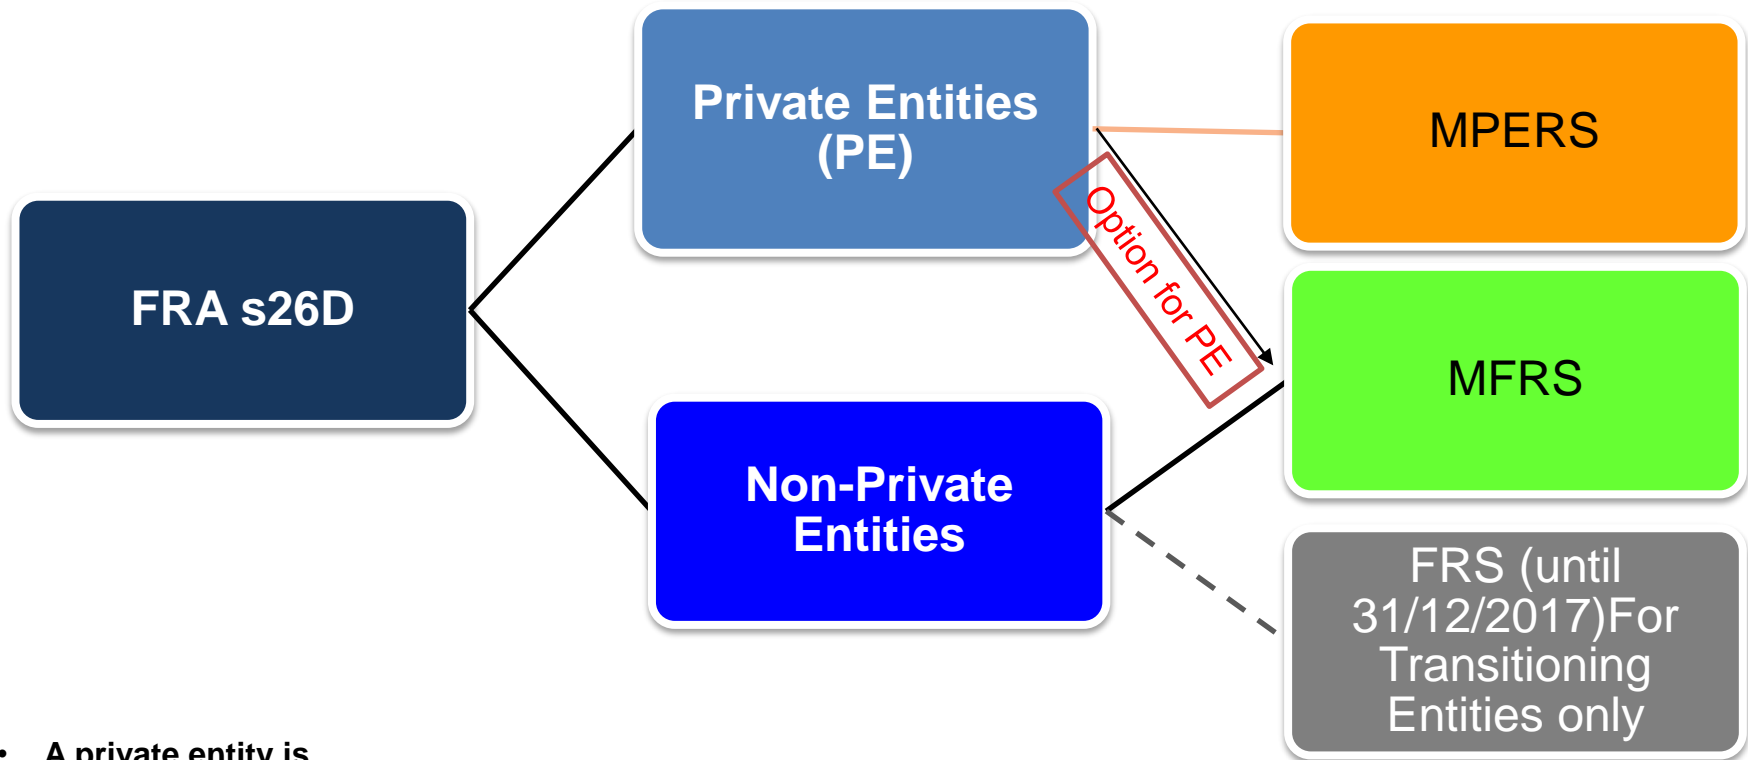 Private Entities
(PE)
MPERS
FRA s26D
Option for PE
MFRS
Non-Private
Entities
FRS (until
31/12/2017)For
Transitioning
Entities only
• A private entity is